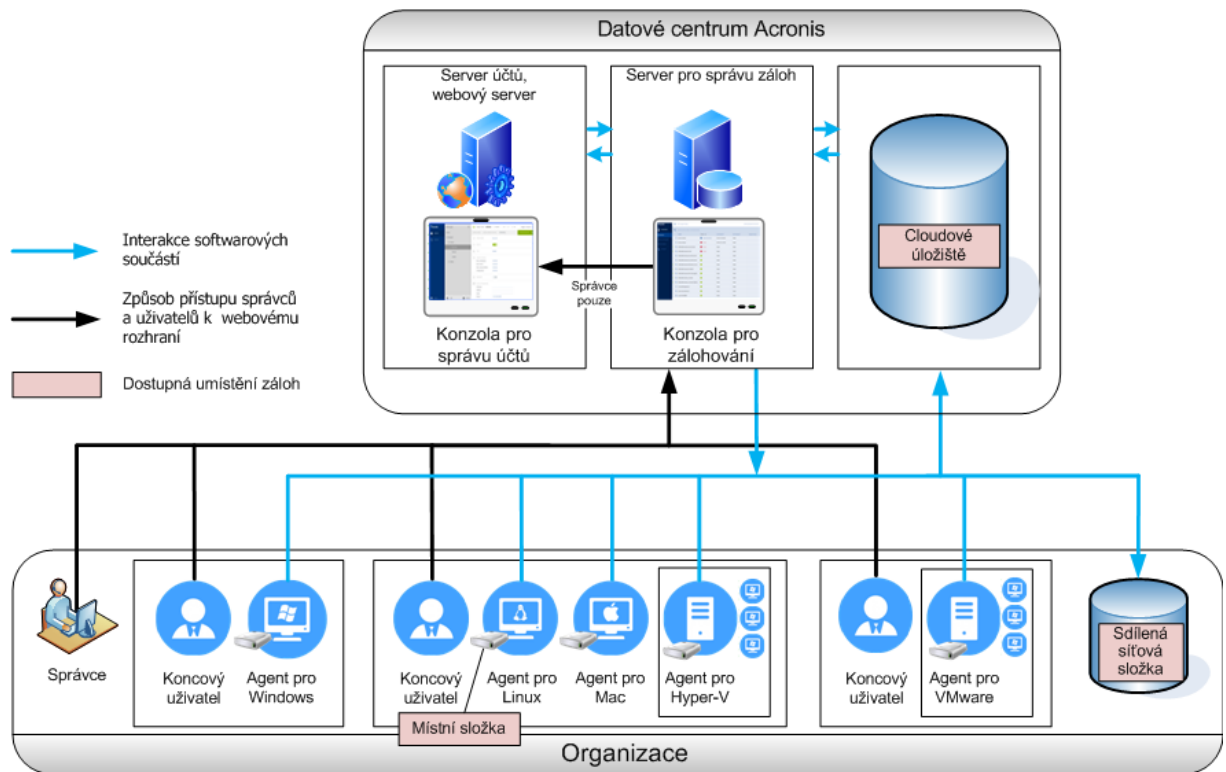 Datové centrum Acronis
Server účtů,
webový server
Server pro správu záloh
Interakce softwarových
součástí
Způsob přístupu správců
a uživatelů k webovému
rozhraní
Dostupná umístění záloh
Cloudové
úložiště
Správce
pouze
Konzola pro
správu účtů
Konzola pro
zálohování
Správce
Koncový
uživatel
Agent pro
Windows
Koncový
uživatel
Agent pro
Linux
Agent pro
Mac
Agent pro
Hyper-V
Koncový
uživatel
Agent pro
VMware
Sdílená
síťová
složka
Místní složka
Organizace